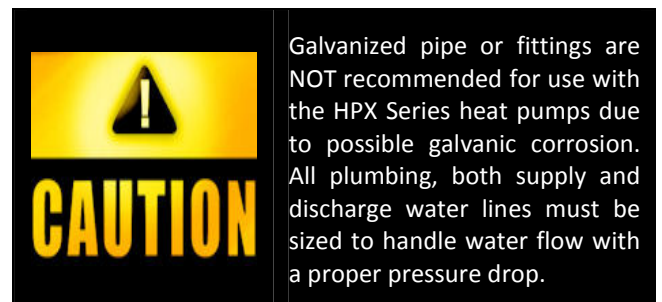 !
CAUTION
Galvanized pipe or fittings are
NOT recommended for use with
the HPX Series heat pumps due
to possible galvanic corrosion.
All plumbing, both supply and
discharge water lines must be
sized to handle water flow with
a proper pressure drop.